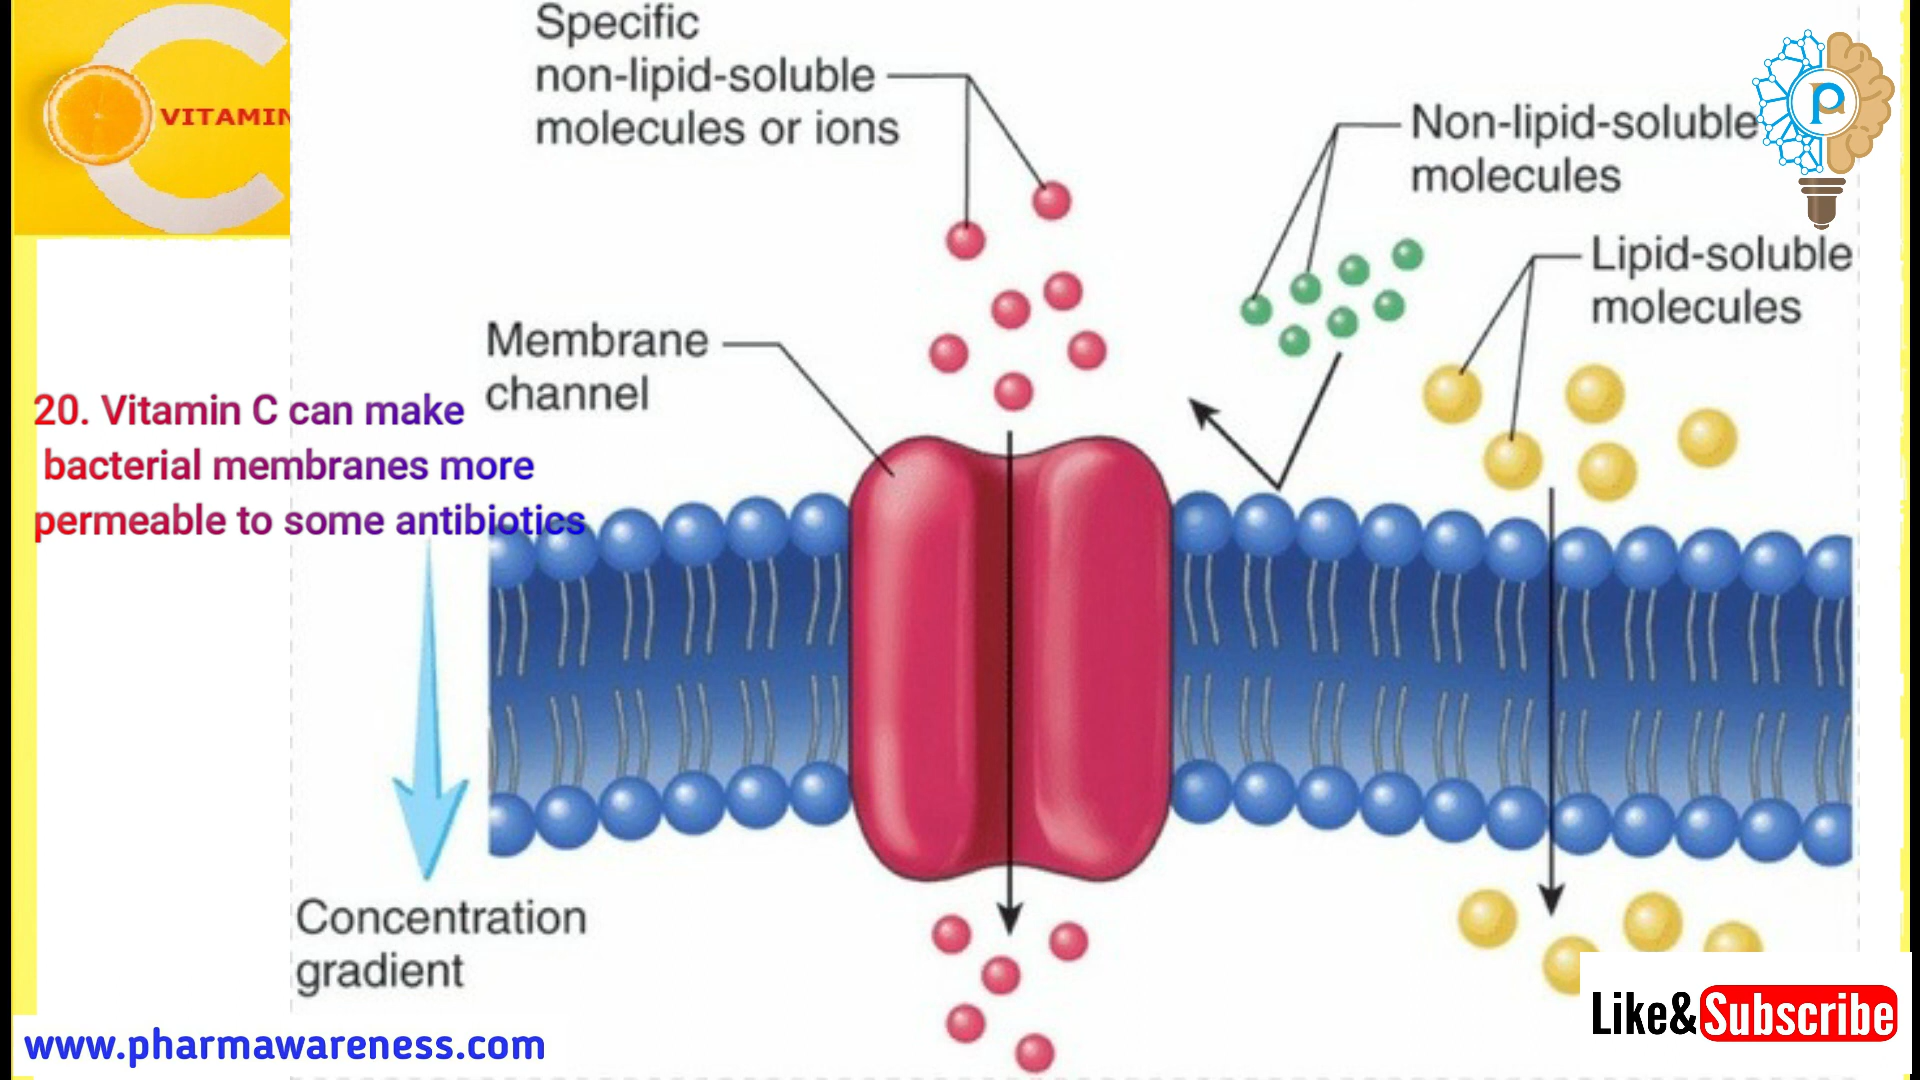 VITAMIN
Specific
non-lipid-soluble
molecules or ions
Non-lipid-soluble
molecules
Lipid-soluble
molecules
Membrane
channel
20. Vitamin C can make
bacterial membranes more
permeable to some antibiotics
Concentration
gradient
www.pharmawareness.com
Like& Subscribe